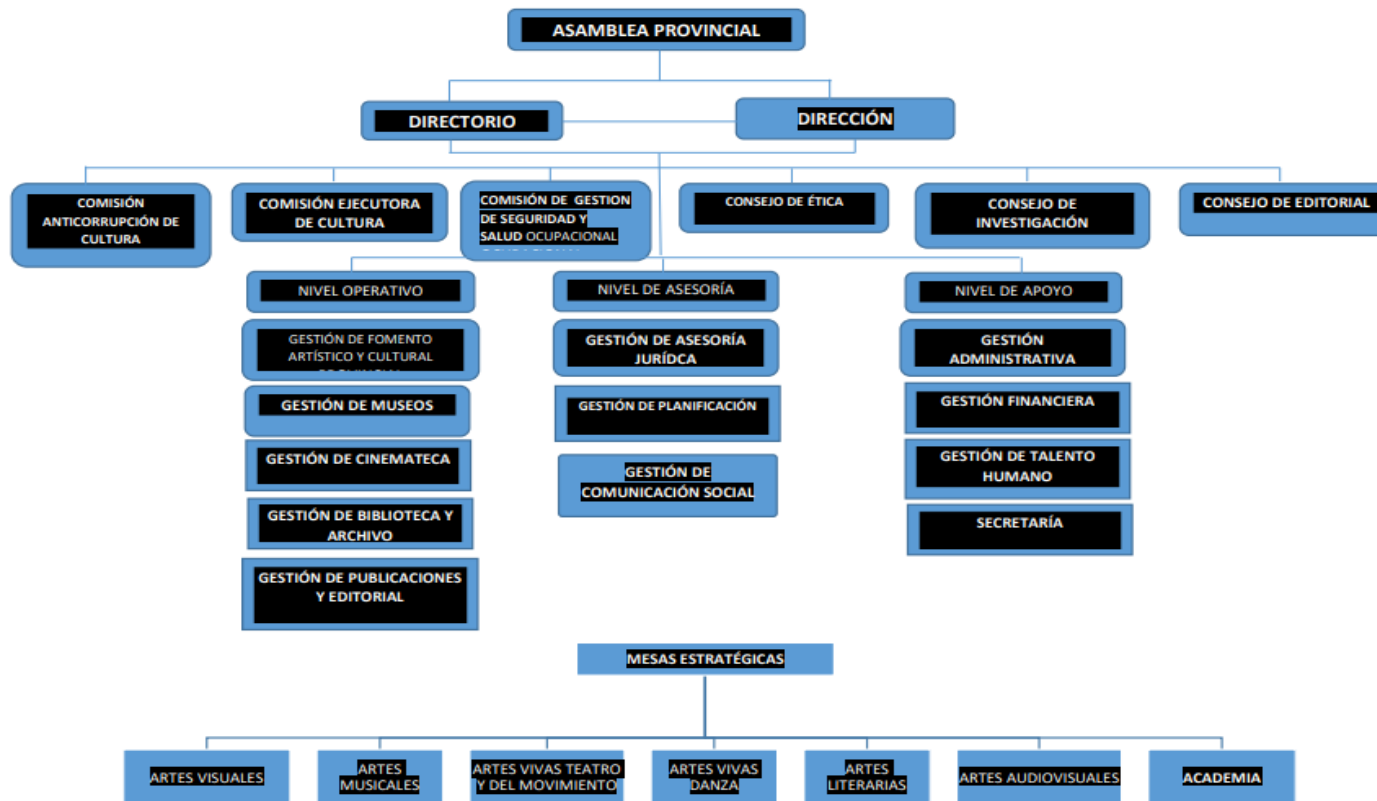 ASAMBLEA PROVINCIAL
DIRECTORIO
DIRECCIÓN
COMISIÓN
ANTICORRUPCIÓN DE
CULTURA
COMISIÓN EJECUTORA
DE CULTURA
COMISIÓN DE GESTION
DE SEGURIDAD Y
SALUD OCUPACIONAL
CONSEJO DE ÉTICA
CONSEJO DE
INVESTIGACIÓN
CONSEJO DE EDITORIAL
NIVEL OPERATIVO
NIVEL DE ASESORÍA
NIVEL DE APOYO
GESTIÓN DE FOMENTO
ARTÍSTICO Y CULTURAL
GESTIÓN DE ASESORÍA
JURÍDCA
GESTIÓN
ADMINISTRATIVA
GESTIÓN DE MUSEOS
GESTIÓN DE PLANIFICACIÓN
GESTIÓN FINANCIERA
GESTIÓN DE CINEMATECA
GESTIÓN DE
COMUNICACIÓN SOCIAL
GESTIÓN DE TALENTO
HUMANO
GESTIÓN DE BIBLIOTECA Y
ARCHIVO
SECRETARÍA
GESTIÓN DE PUBLICACIONES
Y EDITORIAL
MESAS ESTRATÉGICAS
ARTES VISUALES
ARTES
MUSICALES
ARTES VIVAS TEATRO
Y DEL MOVIMIENTO
ARTES VIVAS
DANZA
ARTES
LITERARIAS
ARTES AUDIOVISUALES
ACADEMIA